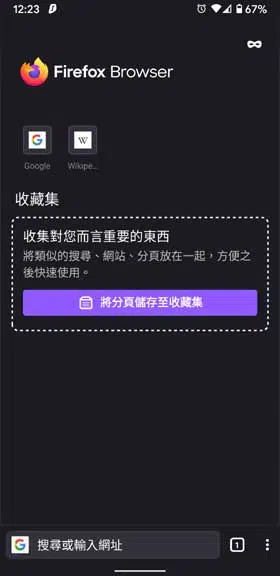 12:23
67%
Firefox Browser
Google
Wikipe...
收藏集
收集對您而言重要的東西
將類似的搜尋、網站、分頁放在一起，方便之
後快速使用。
將分頁儲存至收藏集
搜尋或輸入網址
1